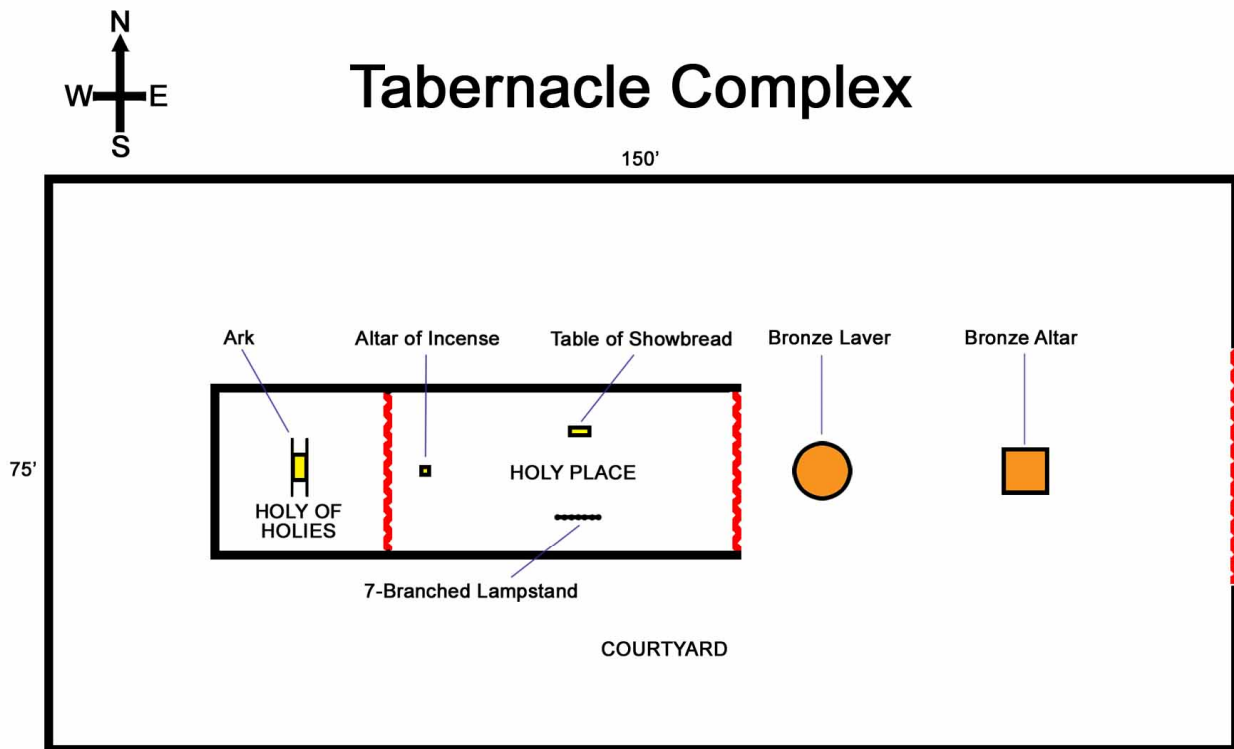 N
W E
S
Tabernacle Complex
150'
Ark
Altar of Incense
Table of Showbread
Bronze Laver
Bronze Altar
75'
HOLY PLACE
HOLY OF
HOLIES
7-Branched Lampstand
COURTYARD